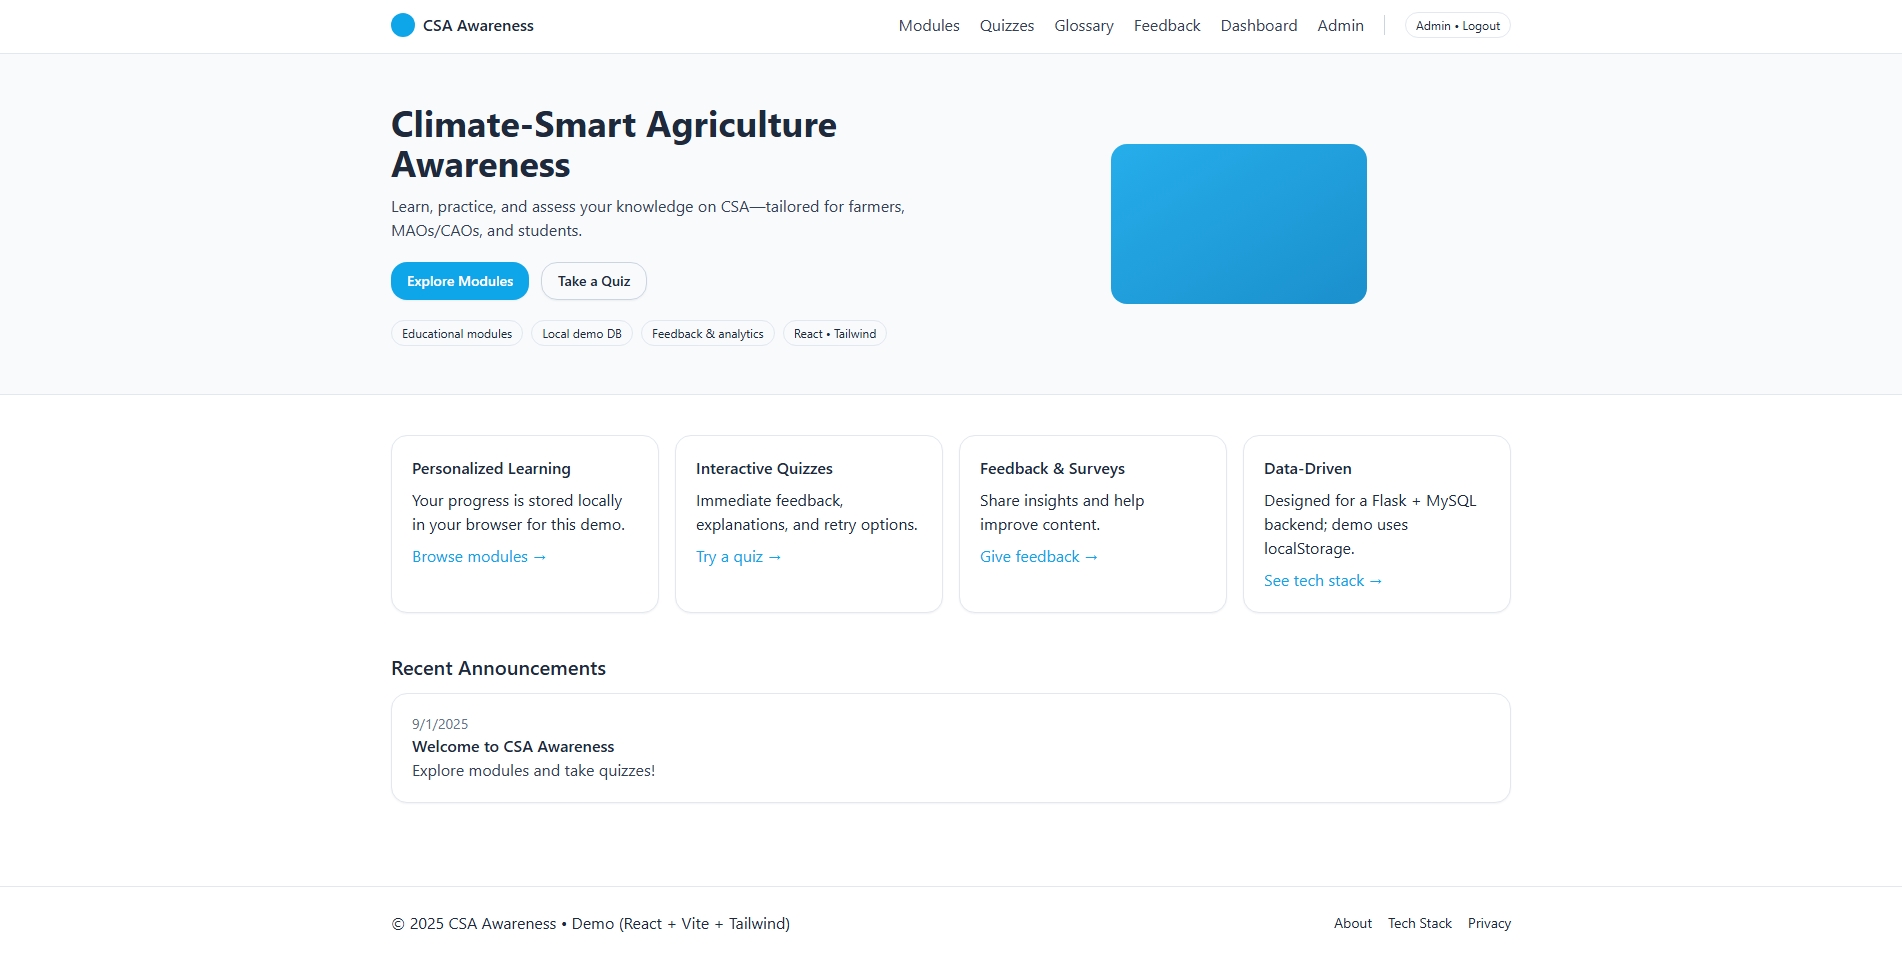 CSA Awareness
Modules Quizzes Glossary Feedback Dashboard Admin Admin • Logout
Climate-Smart Agriculture
Awareness
Learn, practice, and assess your knowledge on CSA—tailored for farmers,
MAOs/CAOs, and students.
Explore Modules Take a Quiz
Educational modules Local demo DB Feedback & analytics React • Tailwind
Personalized Learning
Your progress is stored locally
in your browser for this demo.
Browse modules →
Interactive Quizzes
Immediate feedback,
explanations, and retry options.
Try a quiz →
Feedback & Surveys
Share insights and help
improve content.
Give feedback →
Data-Driven
Designed for a Flask + MySQL
backend; demo uses
localStorage.
See tech stack →
Recent Announcements
9/1/2025
Welcome to CSA Awareness
Explore modules and take quizzes!
© 2025 CSA Awareness • Demo (React + Vite + Tailwind)
About Tech Stack Privacy